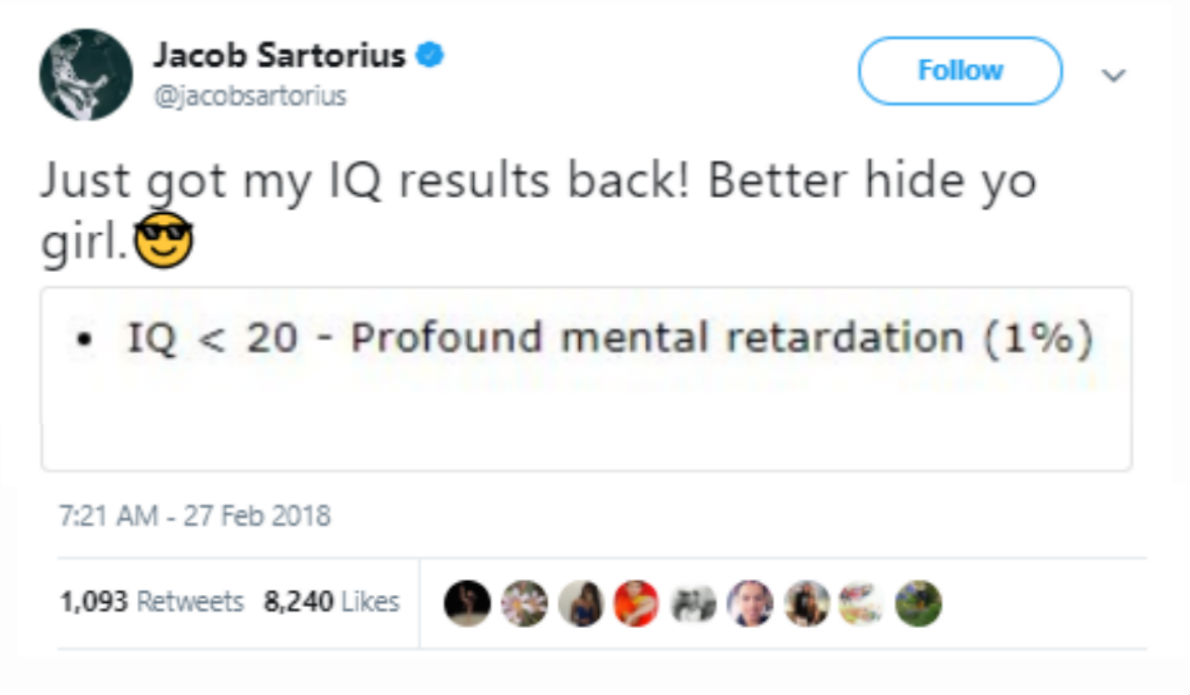 Jacob Sartorius
@jacobsartorius
Follow
Just got my IQ results back! Better hide yo
girl.😎
• IQ < 20 - Profound mental retardation (1%)
7:21 AM - 27 Feb 2018
1,093 Retweets 8,240 Likes